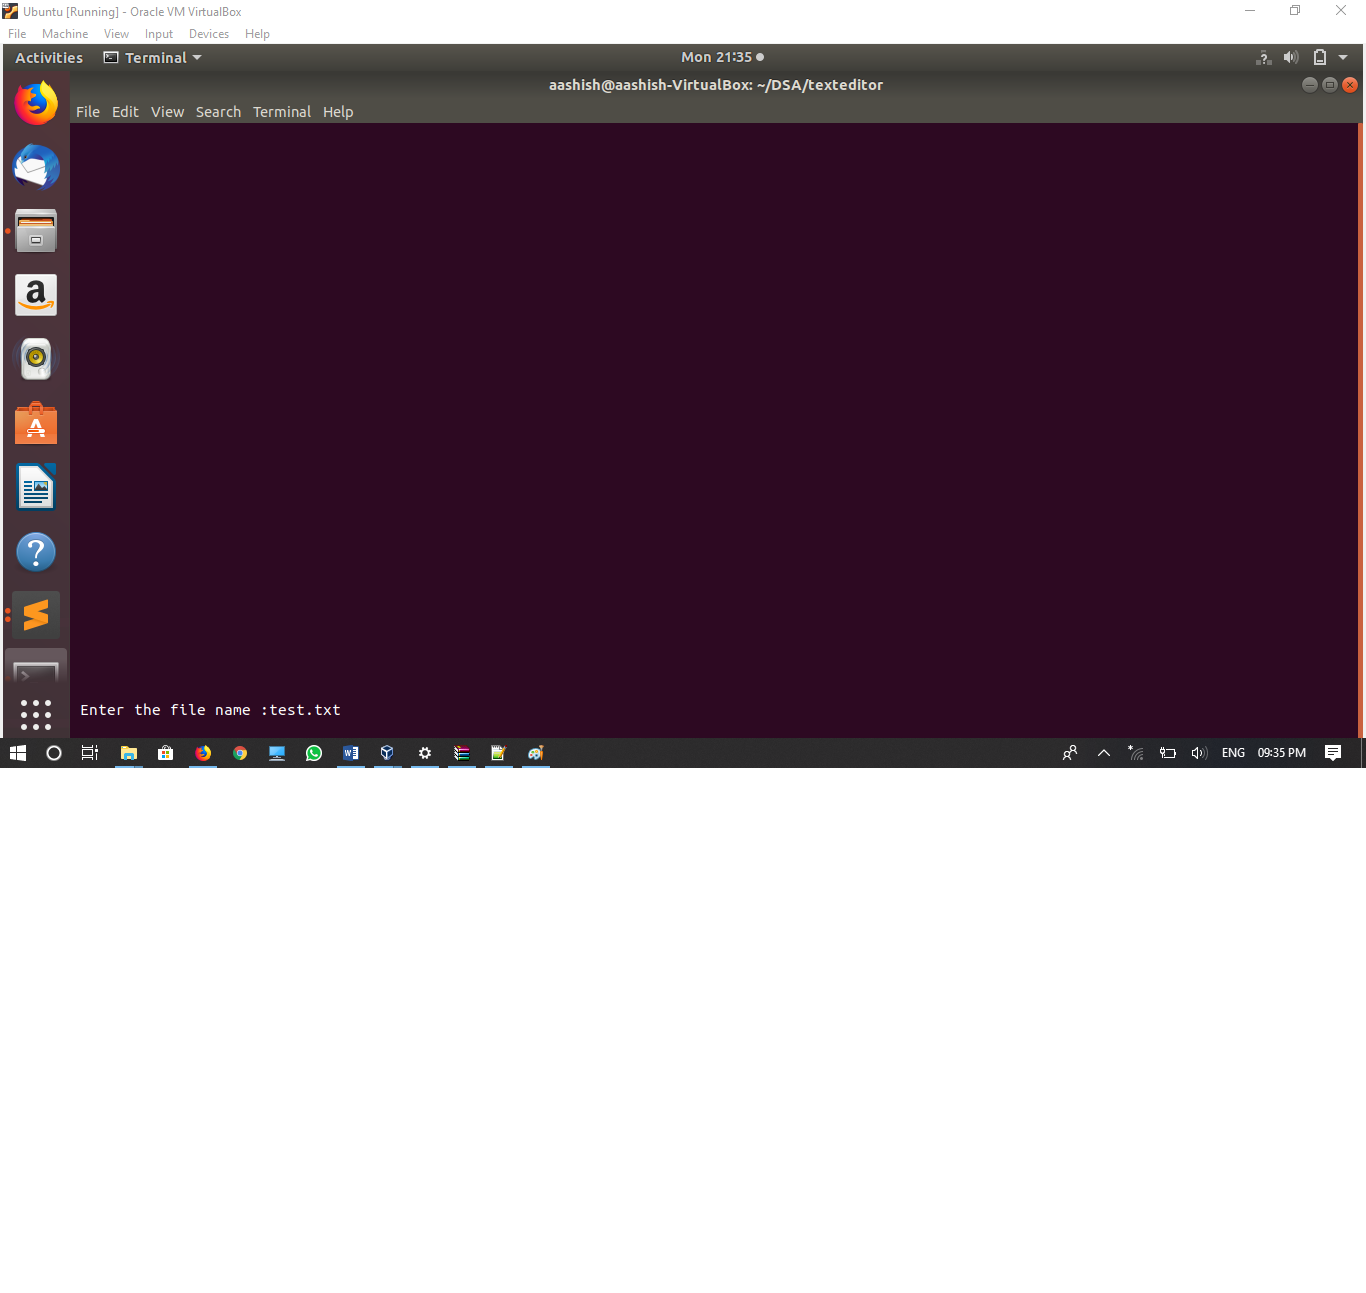 Ubuntu [Running] - Oracle VM VirtualBox
File Machine View Input Devices Help
Activities Terminal Mon 21:35
aashish@aashish-VirtualBox: ~/DSA/texteditor
File Edit View Search Terminal Help
Enter the file name :test.txt
ENG 09:35 PM